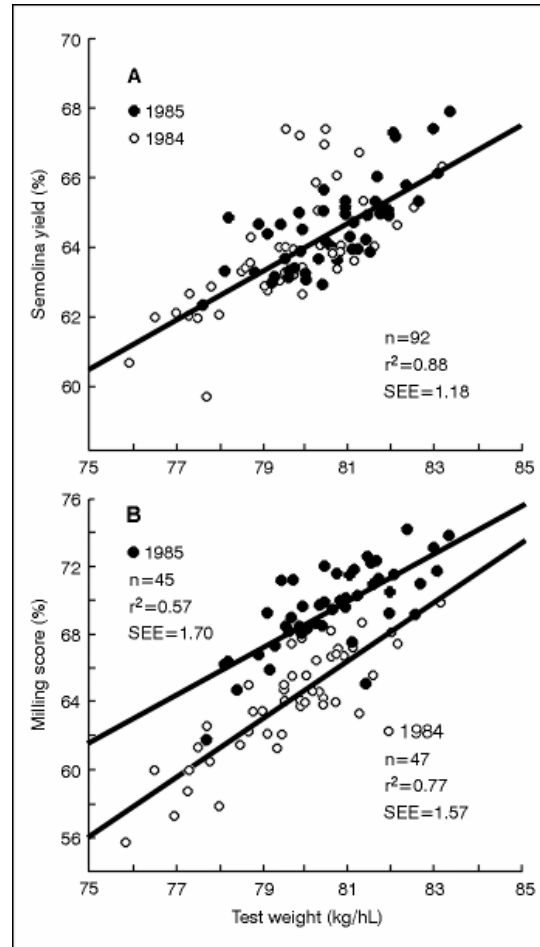 70
A
● 1985
○ 1984
68
66
64
62
60
Semolina yield (%)
n=92
r²=0.88
SEE=1.18
75 77 79 81 83 85
76
B
● 1985
n=45
r²=0.57
SEE=1.70
72
68
64
60
56
Milling score (%)
○ 1984
n=47
r²=0.77
SEE=1.57
75 77 79 81 83 85
Test weight (kg/hL)